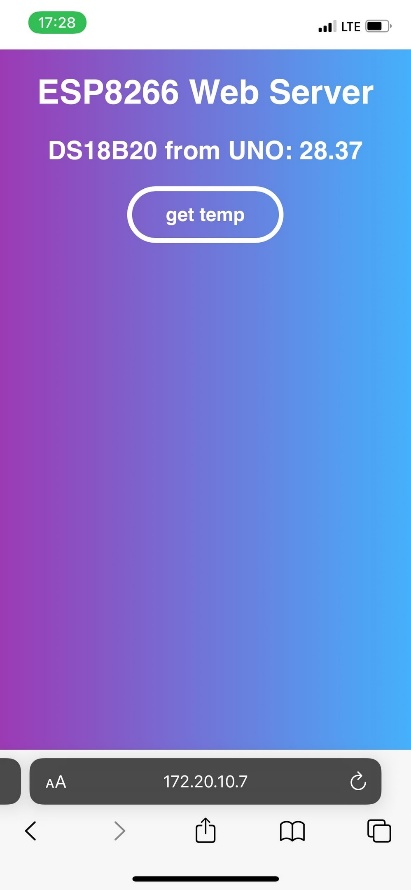 17:28
LTE
ESP8266 Web Server
DS18B20 from UNO: 28.37
get temp
AA
172.20.10.7